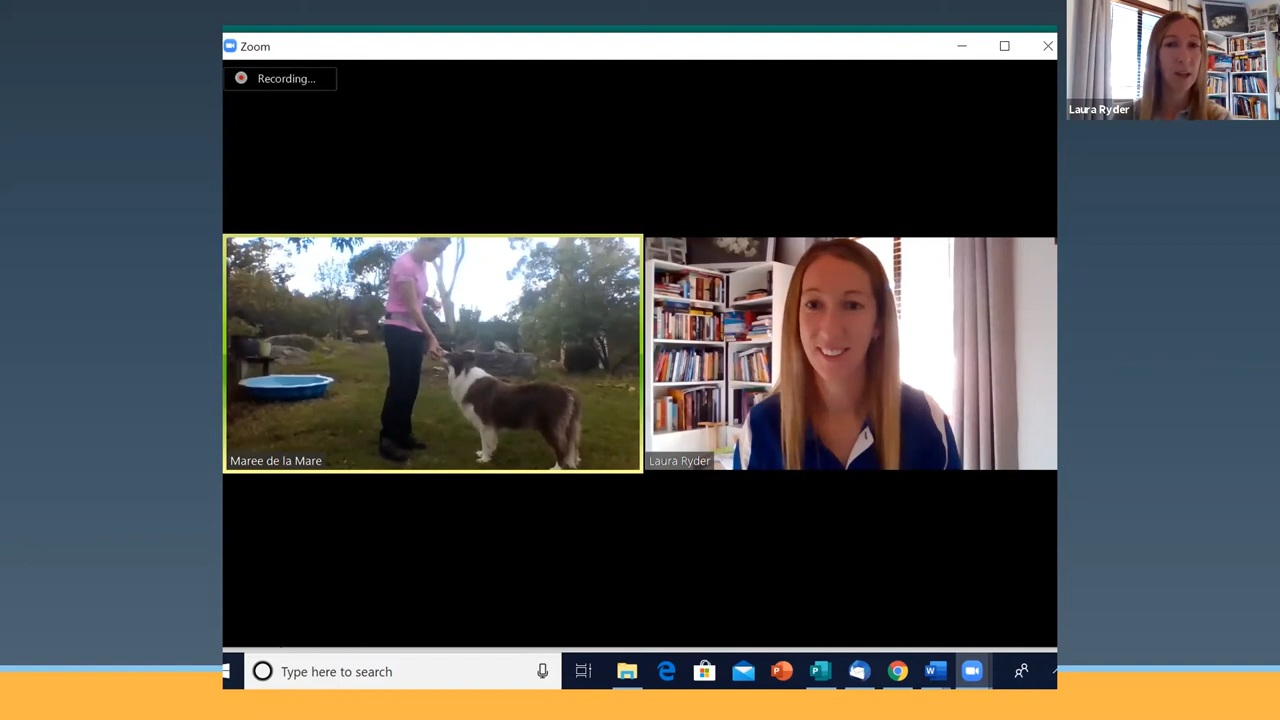 Zoom
Recording...
Laura Ryder
Maree de la Mare
Laura Ryder
Type here to search